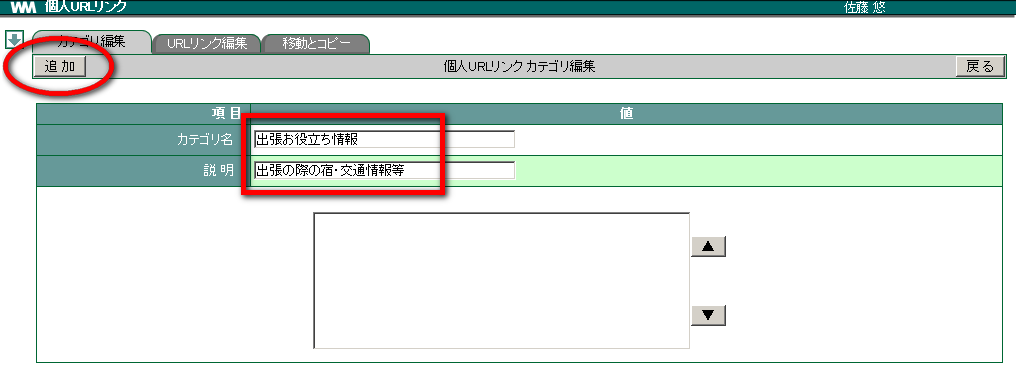 WM 個人URLリンク 佐藤 悠
カテゴリ編集 URLリンク編集 移動とコピー
追加 個人URLリンク カテゴリ編集 戻る
項目 値
カテゴリ名 出張お役立ち情報
説明 出張の際の宿・交通情報等
▲
▼